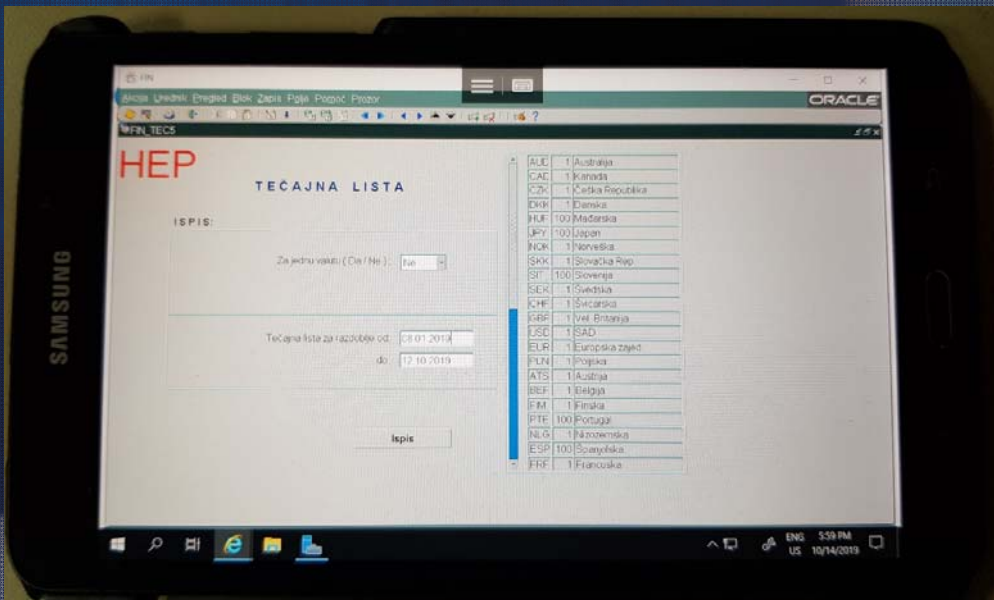 SAMSUNG
FIN
Akcija Urednik Pregled Blok Zapis Polje Pomoć Prozor
ORACLE
FIN_TEC5
HEP
TEČAJNA LISTA
ISPIS:
Za jednu valutu ( Da / Ne ) : Ne
Tečajna lista za razdoblje od: 08.01.2019
do: 12.10.2019
Ispis
AUD 1 Australija
CAD 1 Kanada
CZK 1 Češka Republika
DKK 1 Danska
HUF 100 Mađarska
JPY 100 Japan
NOK 1 Norveška
SKK 1 Slovačka Rep
SIT 100 Slovenija
SEK 1 Švedska
CHF 1 Švicarska
GBP 1 Vel. Britanija
USD 1 SAD
EUR 1 Europska zajed.
PLN 1 Poljska
ATS 1 Austrija
BEF 1 Belgija
FIM 1 Finska
PTE 100 Portugal
NLG 1 Nizozemska
ESP 100 Španjolska
FRF 1 Francuska
ENG 5:59 PM
US 10/14/2019